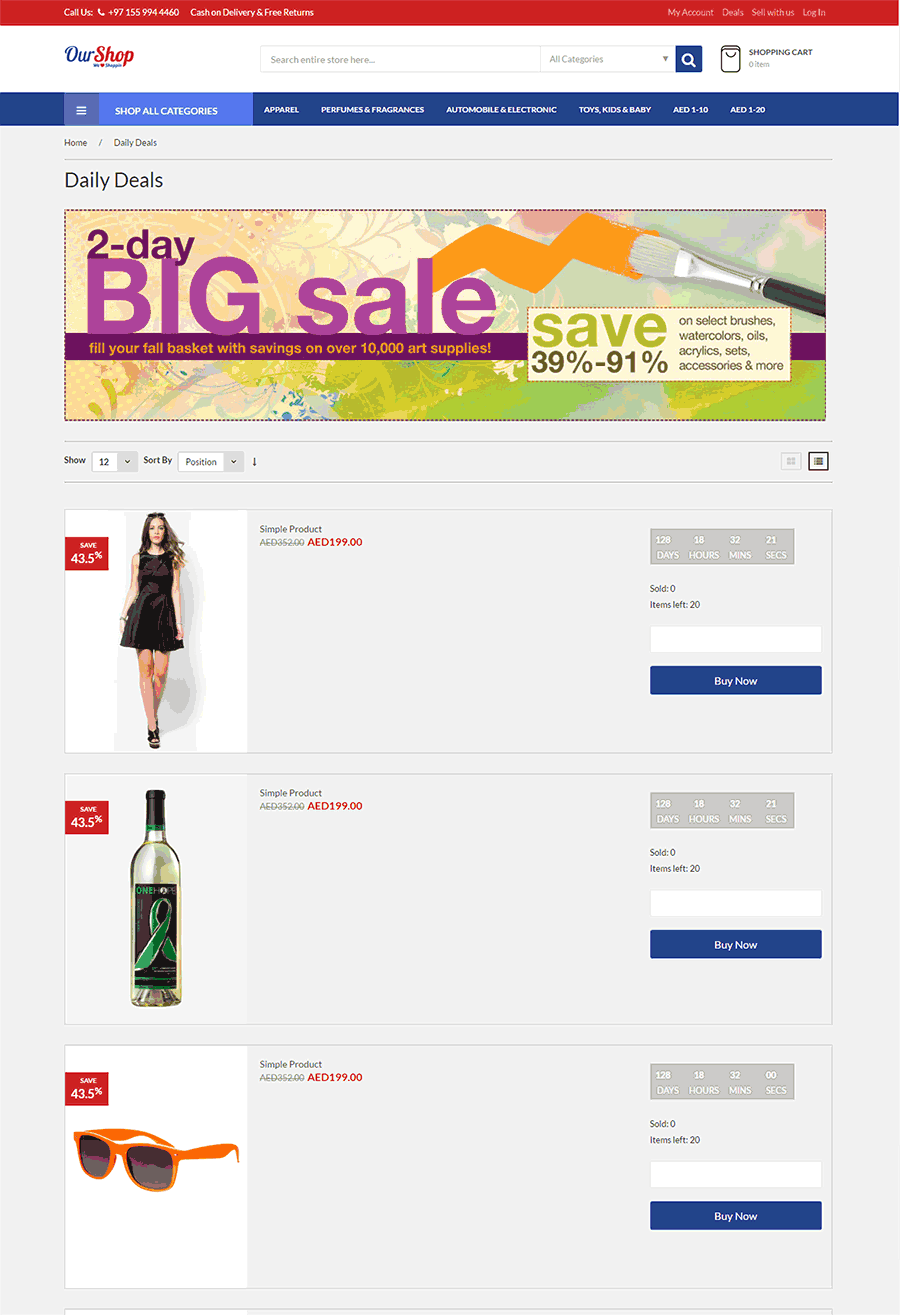 Call Us: +97 155 994 4460 Cash on Delivery & Free Returns My Account Deals Sell with us Log In
OurShop
We Shoppin
Search entire store here... All Categories
SHOPPING CART
0 item
SHOP ALL CATEGORIES APPAREL PERFUMES & FRAGRANCES AUTOMOBILE & ELECTRONIC TOYS, KIDS & BABY AED 1-10 AED 1-20
Home / Daily Deals
Daily Deals
2-day
BIG sale
fill your fall basket with savings on over 10,000 art supplies!
save
39%-91%
on select brushes,
watercolors, oils,
acrylics, sets,
accessories & more
Show 12 Sort By Position ↓
SAVE
43.5%
Simple Product
AED352.00 AED199.00
128 18 32 21
DAYS HOURS MINS SECS
Sold: 0
Items left: 20
Buy Now
SAVE
43.5%
ONEHOPE
Simple Product
AED352.00 AED199.00
128 18 32 21
DAYS HOURS MINS SECS
Sold: 0
Items left: 20
Buy Now
SAVE
43.5%
Simple Product
AED352.00 AED199.00
128 18 32 00
DAYS HOURS MINS SECS
Sold: 0
Items left: 20
Buy Now